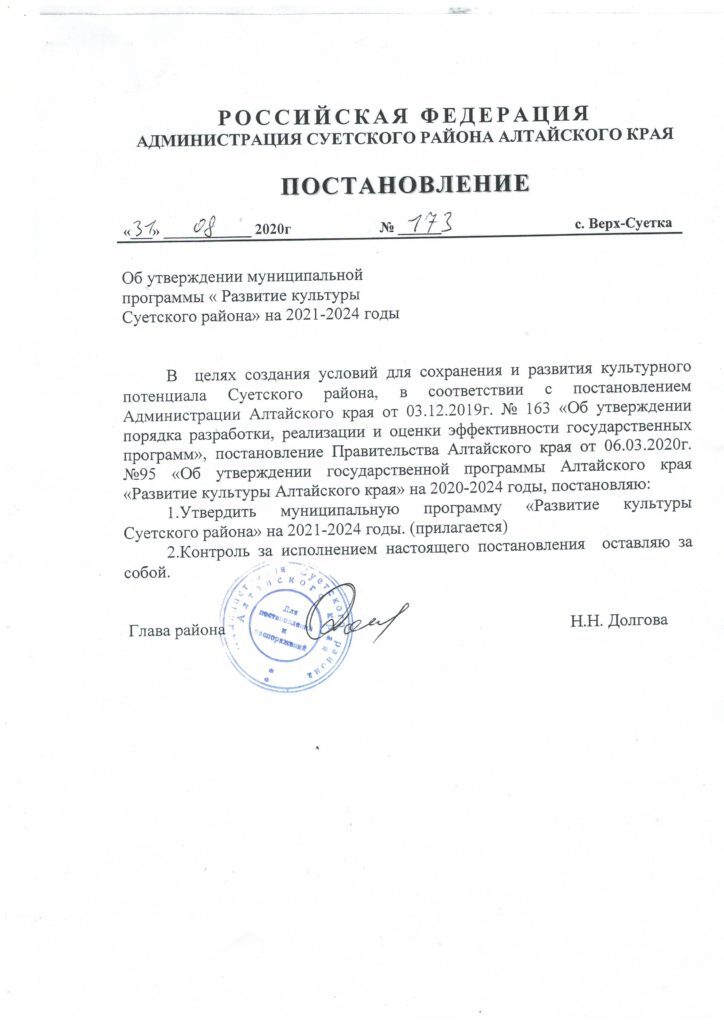 РОССИЙСКАЯ ФЕДЕРАЦИЯ
АДМИНИСТРАЦИЯ СУЕТСКОГО РАЙОНА АЛТАЙСКОГО КРАЯ
ПОСТАНОВЛЕНИЕ
«31» 08 2020г № 173 с. Верх-Суетка
Об утверждении муниципальной
программы « Развитие культуры
Суетского района» на 2021-2024 годы
В целях создания условий для сохранения и развития культурного
потенциала Суетского района, в соответствии с постановлением
Администрации Алтайского края от 03.12.2019г. № 163 «Об утверждении
порядка разработки, реализации и оценки эффективности государственных
программ», постановление Правительства Алтайского края от 06.03.2020г.
№95 «Об утверждении государственной программы Алтайского края
«Развитие культуры Алтайского края» на 2020-2024 годы, постановляю:
1.Утвердить муниципальную программу «Развитие культуры
Суетского района» на 2021-2024 годы. (прилагается)
2.Контроль за исполнением настоящего постановления оставляю за
собой.
Глава района Н.Н. Долгова
Суетского района
Алтайского края
Для
постановлений
и
распоряжений